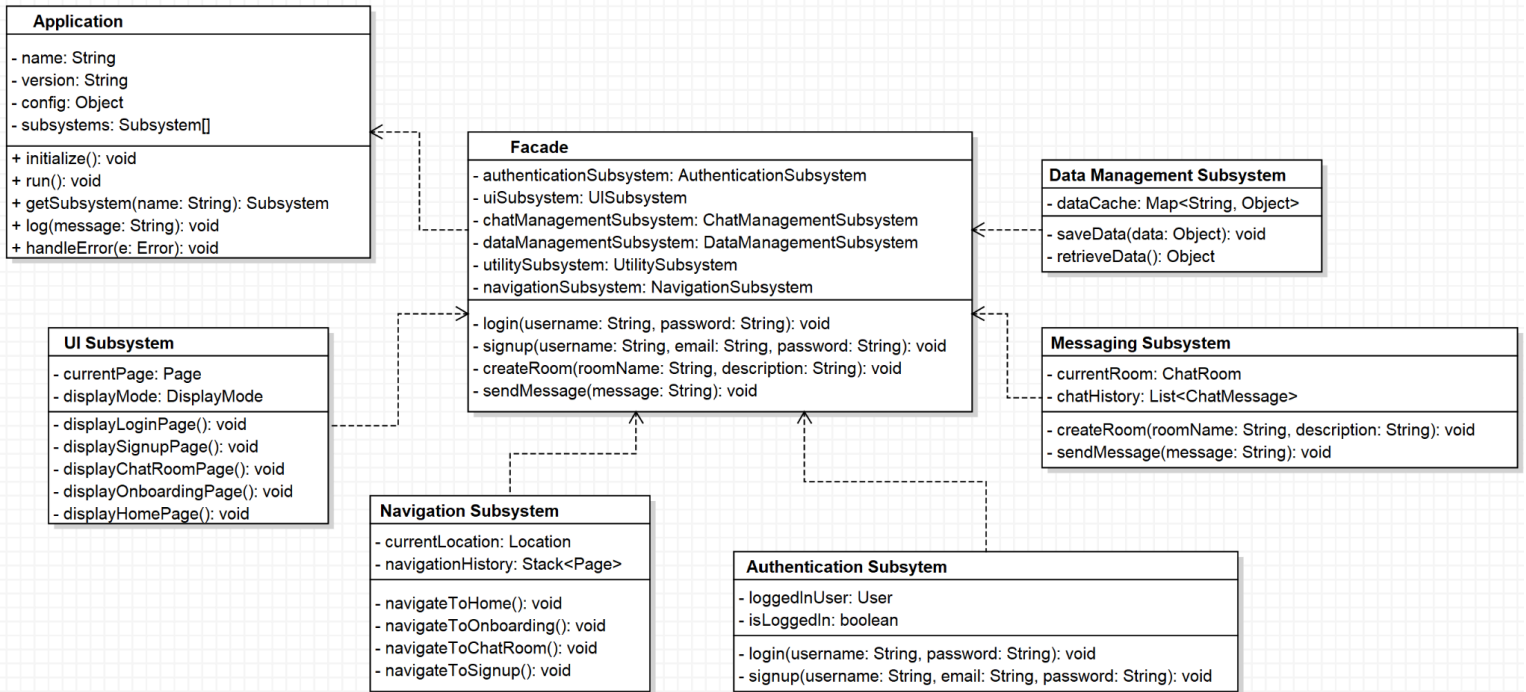 Application
- name: String
- version: String
- config: Object
- subsystems: Subsystem[]
+ initialize(): void
+ run(): void
+ getSubsystem(name: String): Subsystem
+ log(message: String): void
+ handleError(e: Error): void
Facade
- authenticationSubsystem: AuthenticationSubsystem
- uiSubsystem: UISubsystem
- chatManagementSubsystem: ChatManagementSubsystem
- dataManagementSubsystem: DataManagementSubsystem
- utilitySubsystem: UtilitySubsystem
- navigationSubsystem: NavigationSubsystem
- login(username: String, password: String): void
- signup(username: String, email: String, password: String): void
- createRoom(roomName: String, description: String): void
- sendMessage(message: String): void
Data Management Subsystem
- dataCache: Map<String, Object>
- saveData(data: Object): void
- retrieveData(): Object
UI Subsystem
- currentPage: Page
- displayMode: DisplayMode
- displayLoginPage(): void
- displaySignupPage(): void
- displayChatRoomPage(): void
- displayOnboardingPage(): void
- displayHomePage(): void
Messaging Subsystem
- currentRoom: ChatRoom
- chatHistory: List<ChatMessage>
- createRoom(roomName: String, description: String): void
- sendMessage(message: String): void
Navigation Subsystem
- currentLocation: Location
- navigationHistory: Stack<Page>
- navigateToHome(): void
- navigateToOnboarding(): void
- navigateToChatRoom(): void
- navigateToSignup(): void
Authentication Subsytem
- loggedInUser: User
- isLoggedIn: boolean
- login(username: String, password: String): void
- signup(username: String, email: String, password: String): void